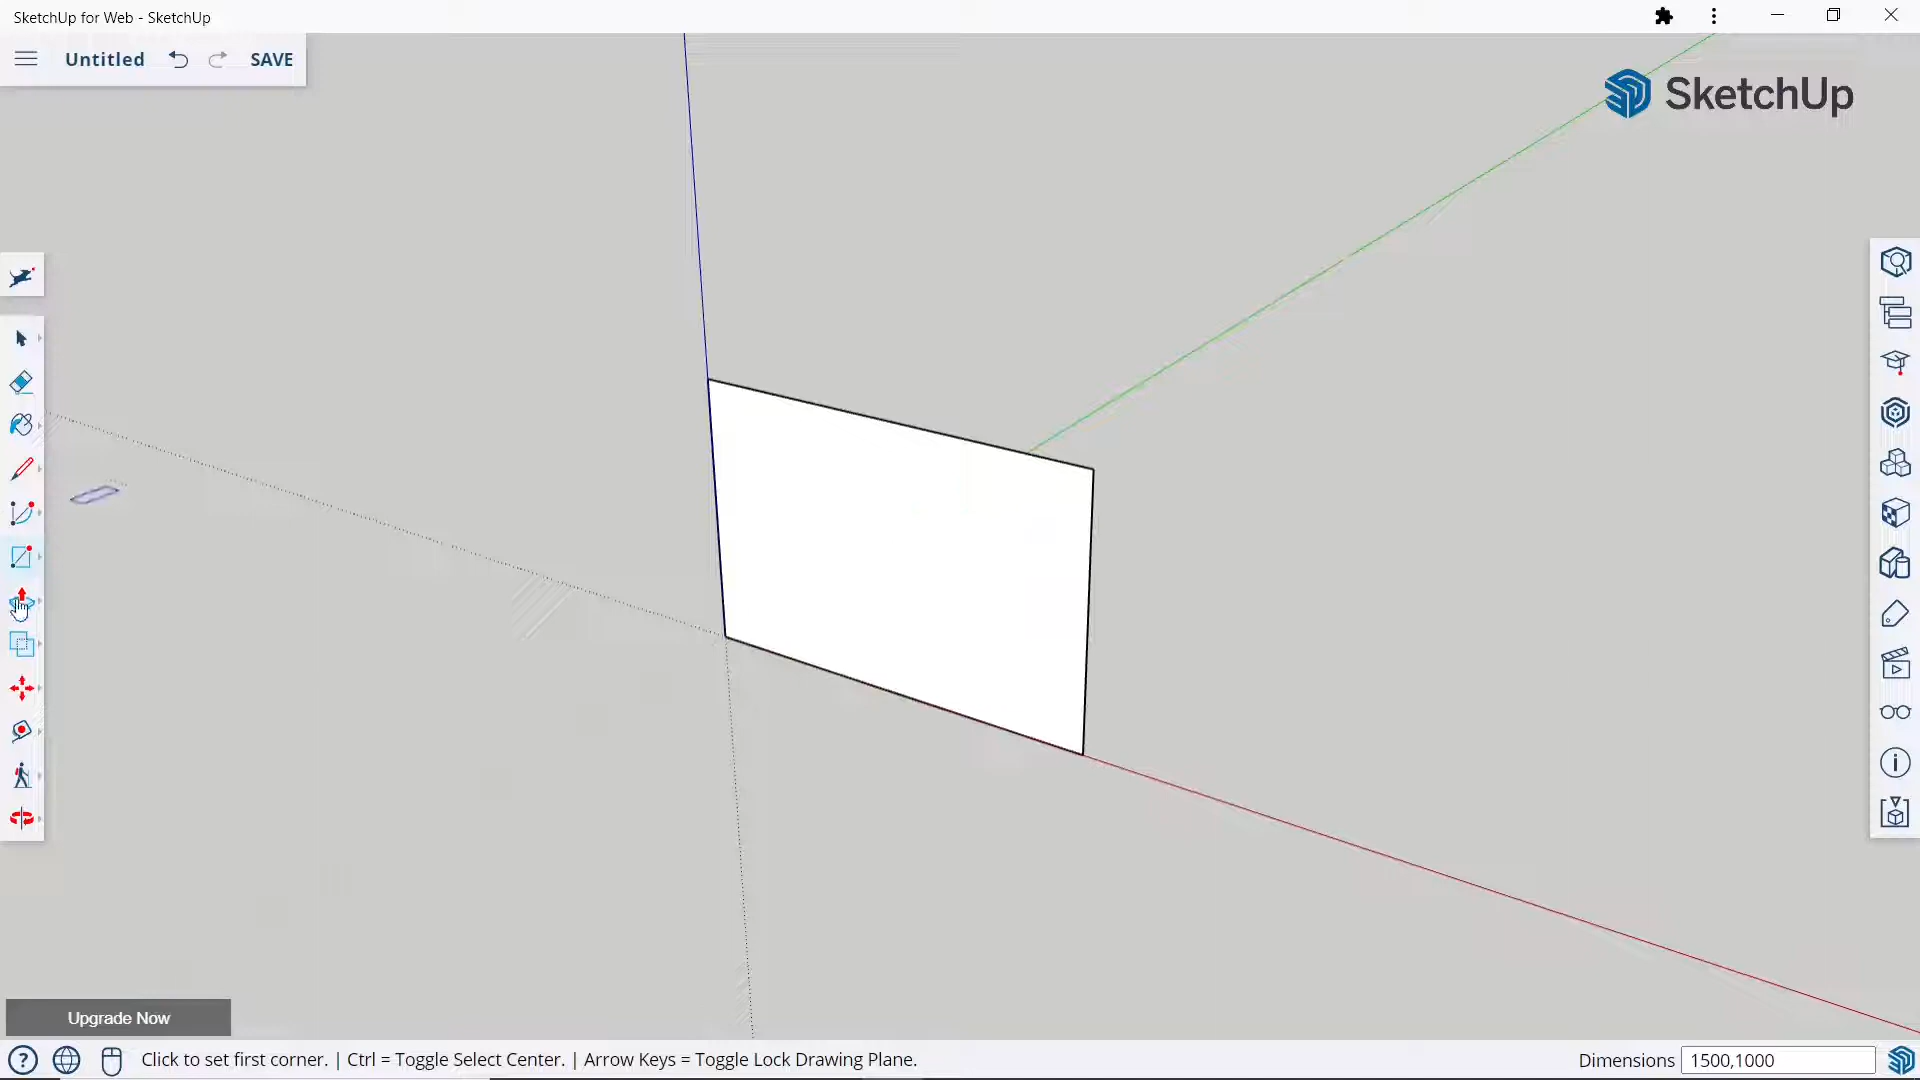 SketchUp for Web - SketchUp
Untitled SAVE
SketchUp
Upgrade Now
Click to set first corner. | Ctrl = Toggle Select Center. | Arrow Keys = Toggle Lock Drawing Plane. Dimensions 1500,1000